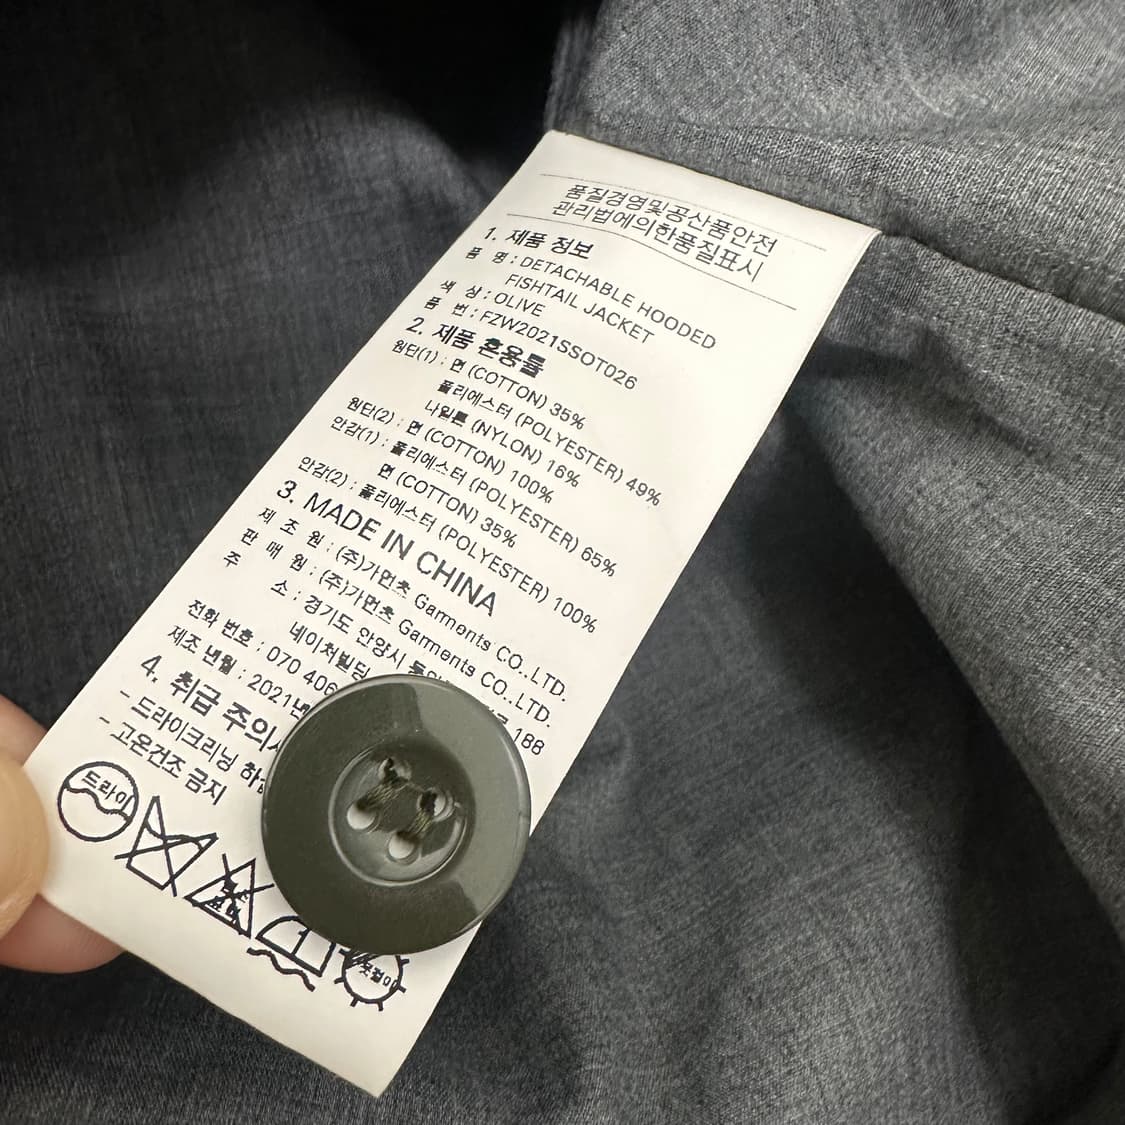 품질경영및공산품안전
관리법에의한품질표시
1. 제품 정보
품 명 : DETACHABLE HOODED
FISHTAIL JACKET
색 상 : OLIVE
품 번 : FZW2021SSOT026
2. 제품 혼용률
원단(1) : 면 (COTTON) 35%
폴리에스터 (POLYESTER) 49%
나일론 (NYLON) 16%
원단(2) : 면 (COTTON) 100%
안감(1) : 폴리에스터 (POLYESTER) 65%
면 (COTTON) 35%
안감(2) : 폴리에스터 (POLYESTER) 100%
3. MADE IN CHINA
제 조 원 : (주)가먼츠 Garments CO.,LTD.
판 매 원 : (주)가먼츠 Garments CO.,LTD.
주 소 : 경기도 안양시 188
네이처빌딩
전화 번호 : 070 406
제조 년월 : 2021년
4. 취급 주의
- 드라이크리닝
- 고온건조 금지
드라이